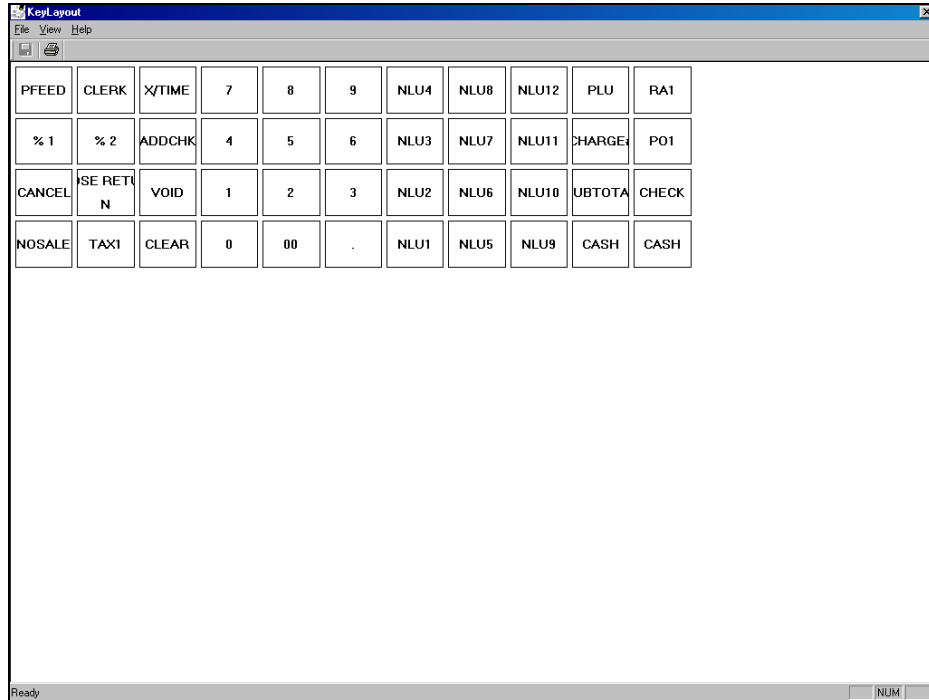 KeyLayout
File View Help
PFEED CLERK X/TIME 7 8 9 NLU4 NLU8 NLU12 PLU RA1
% 1 % 2 ADDCHK 4 5 6 NLU3 NLU7 NLU11 CHARGE PO1
CANCEL OSE RETU
N VOID 1 2 3 NLU2 NLU6 NLU10 UBTOTA CHECK
NOSALE TAX1 CLEAR 0 00 . NLU1 NLU5 NLU9 CASH CASH
Ready NUM